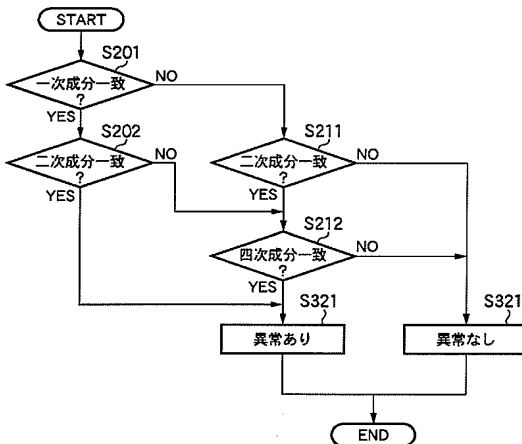 START
S201
一次成分一致
?
NO
YES
S202
二次成分一致
?
NO
YES
S211
二次成分一致
?
NO
YES
S212
四次成分一致
?
NO
YES
S321
異常あり
S321
異常なし
END